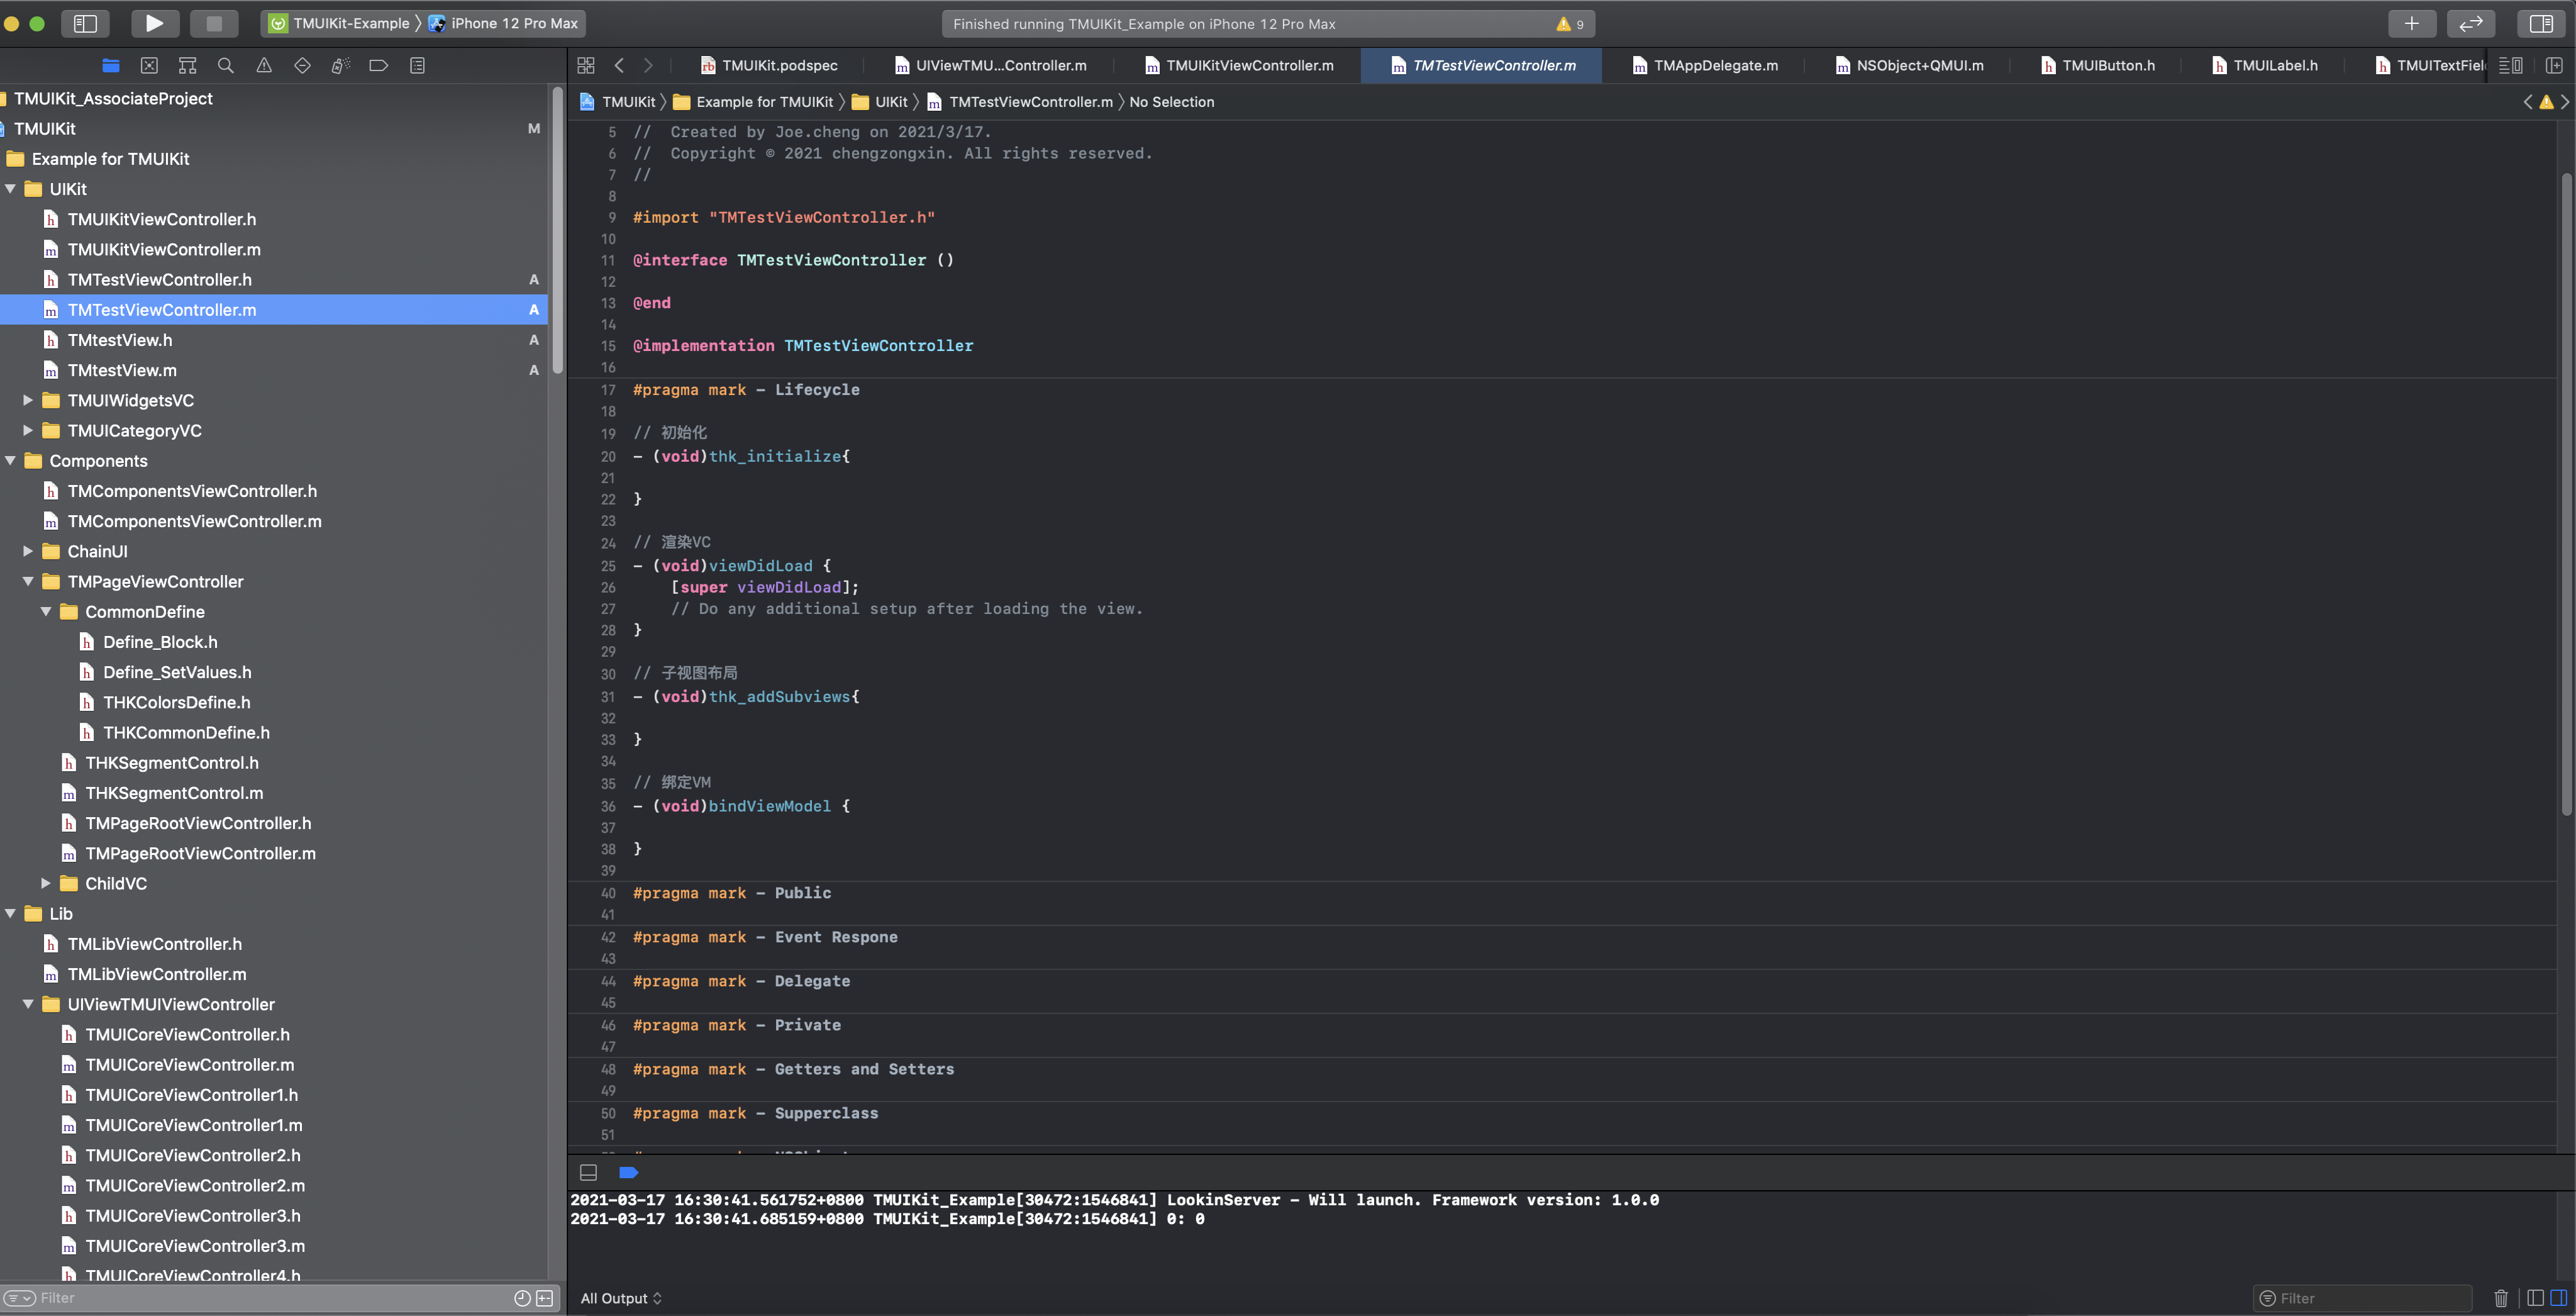 TMUIKit-Example 〉 iPhone 12 Pro Max
Finished running TMUIKit_Example on iPhone 12 Pro Max
9
TMUIKit.podspec
UIViewTMU...Controller.m
TMUIKitViewController.m
TMTestViewController.m
TMAppDelegate.m
NSObject+QMUI.m
TMUIButton.h
TMUILabel.h
TMUITextFiel
TMUIKit 〉 Example for TMUIKit 〉 UIKit 〉 TMTestViewController.m 〉 No Selection
TMUIKit_AssociateProject
TMUIKit M
Example for TMUIKit
UIKit
TMUIKitViewController.h
TMUIKitViewController.m
TMTestViewController.h A
TMTestViewController.m A
TMtestView.h A
TMtestView.m A
TMUIWidgetsVC
TMUICategoryVC
Components
TMComponentsViewController.h
TMComponentsViewController.m
ChainUI
TMPageViewController
CommonDefine
Define_Block.h
Define_SetValues.h
THKColorsDefine.h
THKCommonDefine.h
THKSegmentControl.h
THKSegmentControl.m
TMPageRootViewController.h
TMPageRootViewController.m
ChildVC
Lib
TMLibViewController.h
TMLibViewController.m
UIViewTMUIViewController
TMUICoreViewController.h
TMUICoreViewController.m
TMUICoreViewController1.h
TMUICoreViewController1.m
TMUICoreViewController2.h
TMUICoreViewController2.m
TMUICoreViewController3.h
TMUICoreViewController3.m
TMUICoreViewController4.h
Filter
5 //  Created by Joe.cheng on 2021/3/17.
6 //  Copyright © 2021 chengzongxin. All rights reserved.
7 //
8
9 #import "TMTestViewController.h"
10
11 @interface TMTestViewController ()
12
13 @end
14
15 @implementation TMTestViewController
16
17 #pragma mark - Lifecycle
18
19 // 初始化
20 - (void)thk_initialize{
21
22 }
23
24 // 渲染VC
25 - (void)viewDidLoad {
26     [super viewDidLoad];
27     // Do any additional setup after loading the view.
28 }
29
30 // 子视图布局
31 - (void)thk_addSubviews{
32
33 }
34
35 // 绑定VM
36 - (void)bindViewModel {
37
38 }
39
40 #pragma mark - Public
41
42 #pragma mark - Event Respone
43
44 #pragma mark - Delegate
45
46 #pragma mark - Private
47
48 #pragma mark - Getters and Setters
49
50 #pragma mark - Supperclass
51
2021-03-17 16:30:41.561752+0800 TMUIKit_Example[30472:1546841] LookinServer - Will launch. Framework version: 1.0.0
2021-03-17 16:30:41.685159+0800 TMUIKit_Example[30472:1546841] 0: 0
All Output
Filter